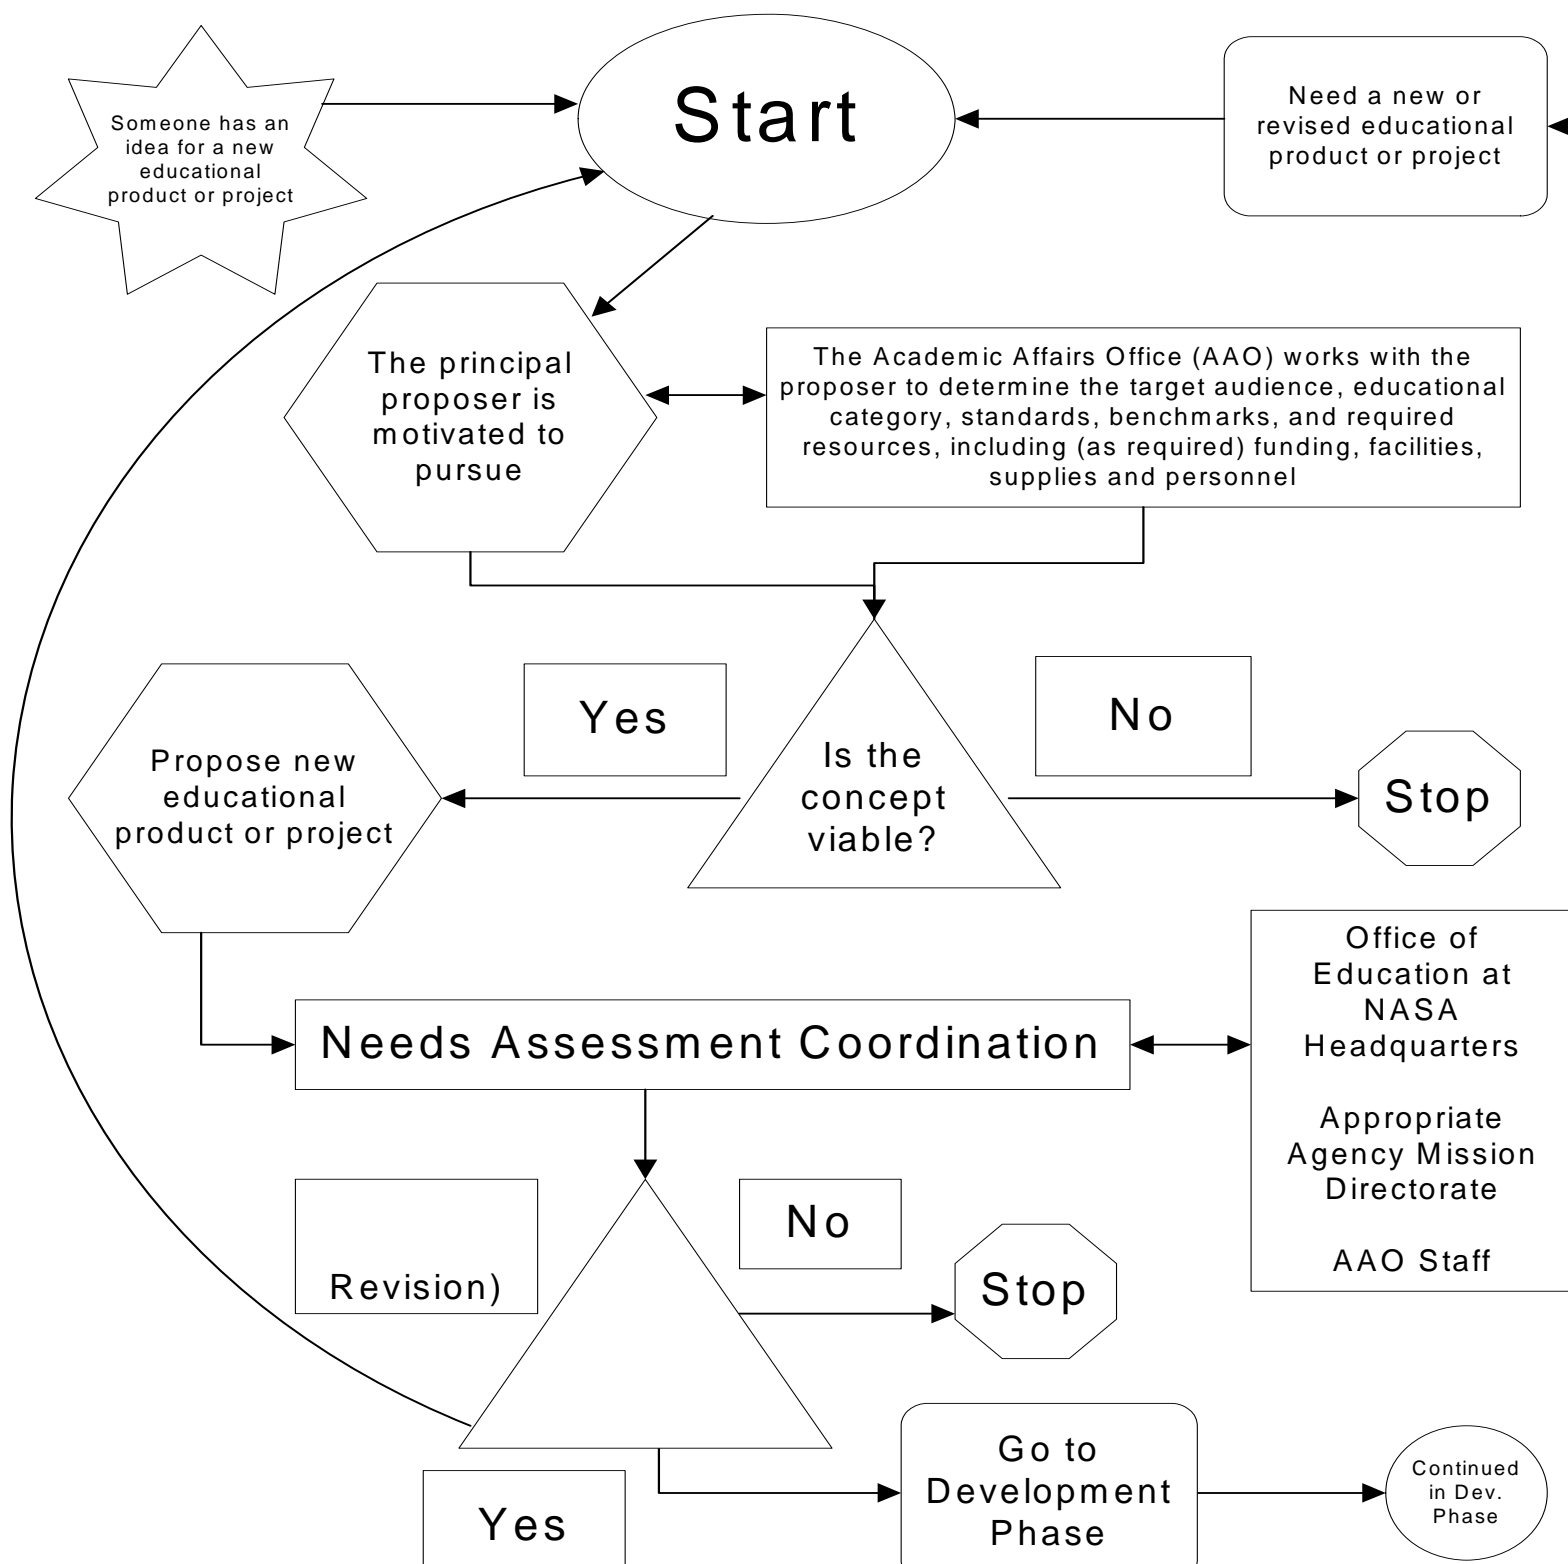 Someone has an
idea for a new
educational
product or project
Start
Need a new or
revised educational
product or project
The principal
proposer is
motivated to
pursue
The Academic Affairs Office (AAO) works with the
proposer to determine the target audience, educational
category, standards, benchmarks, and required
resources, including (as required) funding, facilities,
supplies and personnel
Yes
No
Propose new
educational
product or project
Is the
concept
viable?
Stop
Office of
Education at
NASA
Headquarters
Appropriate
Agency Mission
Directorate
AAO Staff
Needs Assessment Coordination
Revision)
No
Stop
Yes
Go to
Development
Phase
Continued
in Dev.
Phase